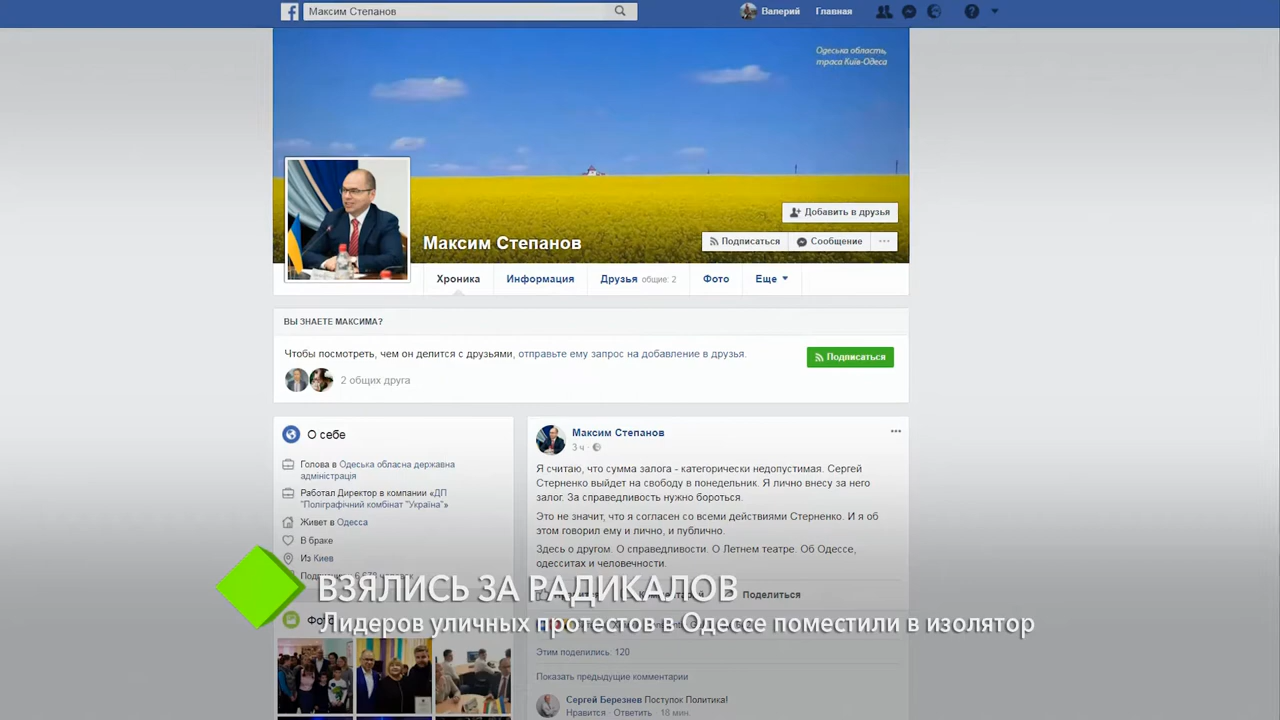 Максим Степанов
Валерий
Главная
Одеська область,
траса Київ-Одеса
Добавить в друзья
Максим Степанов
Подписаться
Сообщение
Хроника
Информация
Друзья общие: 2
Фото
Еще
ВЫ ЗНАЕТЕ МАКСИМА?
Чтобы посмотреть, чем он делится с друзьями, отправьте ему запрос на добавление в друзья.
Подписаться
2 общих друга
О себе
Голова в Одеська обласна державна
адміністрація
Работал Директор в компании «ДП
"Поліграфічний комбінат "Україна"»
Живет в Одесса
В браке
Из Киев
Максим Степанов
3 ч
Я считаю, что сумма залога - категорически недопустимая. Сергей
Стерненко выйдет на свободу в понедельник. Я лично внесу за него
залог. За справедливость нужно бороться.
Это не значит, что я согласен со всеми действиями Стерненко. И я об
этом говорил ему и лично, и публично.
Здесь о другом. О справедливости. О Летнем театре. Об Одессе,
одесситах и человечности.
Поделиться
ВЗЯЛИСЬ ЗА РАДИКАЛОВ
Лидеров уличных протестов в Одессе поместили в изолятор
Этим поделились: 120
Показать предыдущие комментарии
Сергей Березнев Поступок Политика!
Нравится · Ответить · 18 мин.